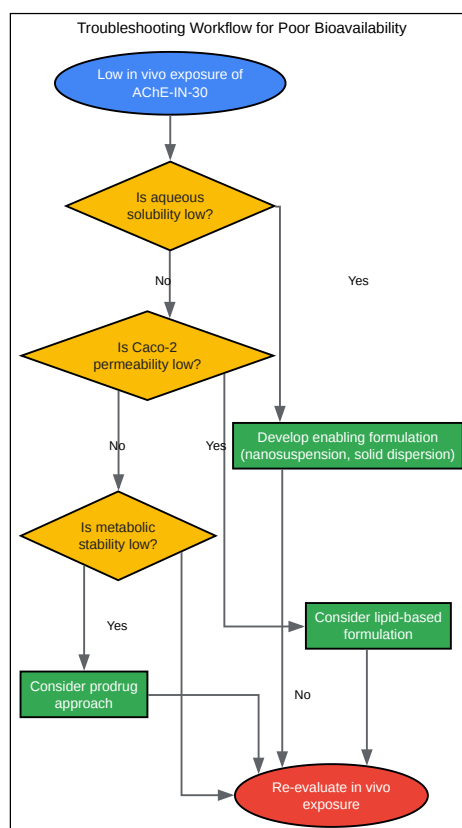 Troubleshooting Workflow for Poor Bioavailability
Low in vivo exposure of
AChE-IN-30
Is aqueous
solubility low?
No
Yes
Is Caco-2
permeability low?
No
Yes
Develop enabling formulation
(nanosuspension, solid dispersion)
Is metabolic
stability low?
Yes
Consider lipid-based
formulation
Consider prodrug
approach
No
Re-evaluate in vivo
exposure